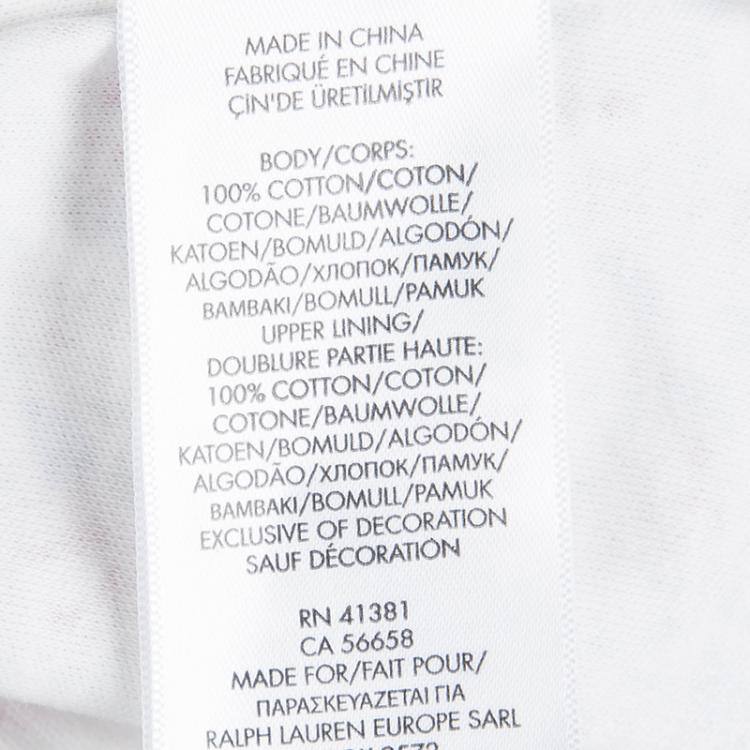 MADE IN CHINA
FABRIQUÉ EN CHINE
ÇİN'DE ÜRETİLMİŞTİR
BODY/CORPS:
100% COTTON/COTON/
COTONE/BAUMWOLLE/
KATOEN/BOMULD/ALGODÓN/
ALGODÃO/ХЛОПОК/ПАМУК/
BAMBAKI/BOMULL/PAMUK
UPPER LINING/
DOUBLURE PARTIE HAUTE:
100% COTTON/COTON/
COTONE/BAUMWOLLE/
KATOEN/BOMULD/ALGODÓN/
ALGODÃO/ХЛОПОК/ПАМУК/
BAMBAKI/BOMULL/PAMUK
EXCLUSIVE OF DECORATION
SAUF DÉCORATION
RN 41381
CA 56658
MADE FOR/FAIT POUR/
ΠΑΡΑΣΚΕΥΑΖΕΤΑΙ ΓΙΑ
RALPH LAUREN EUROPE SARL